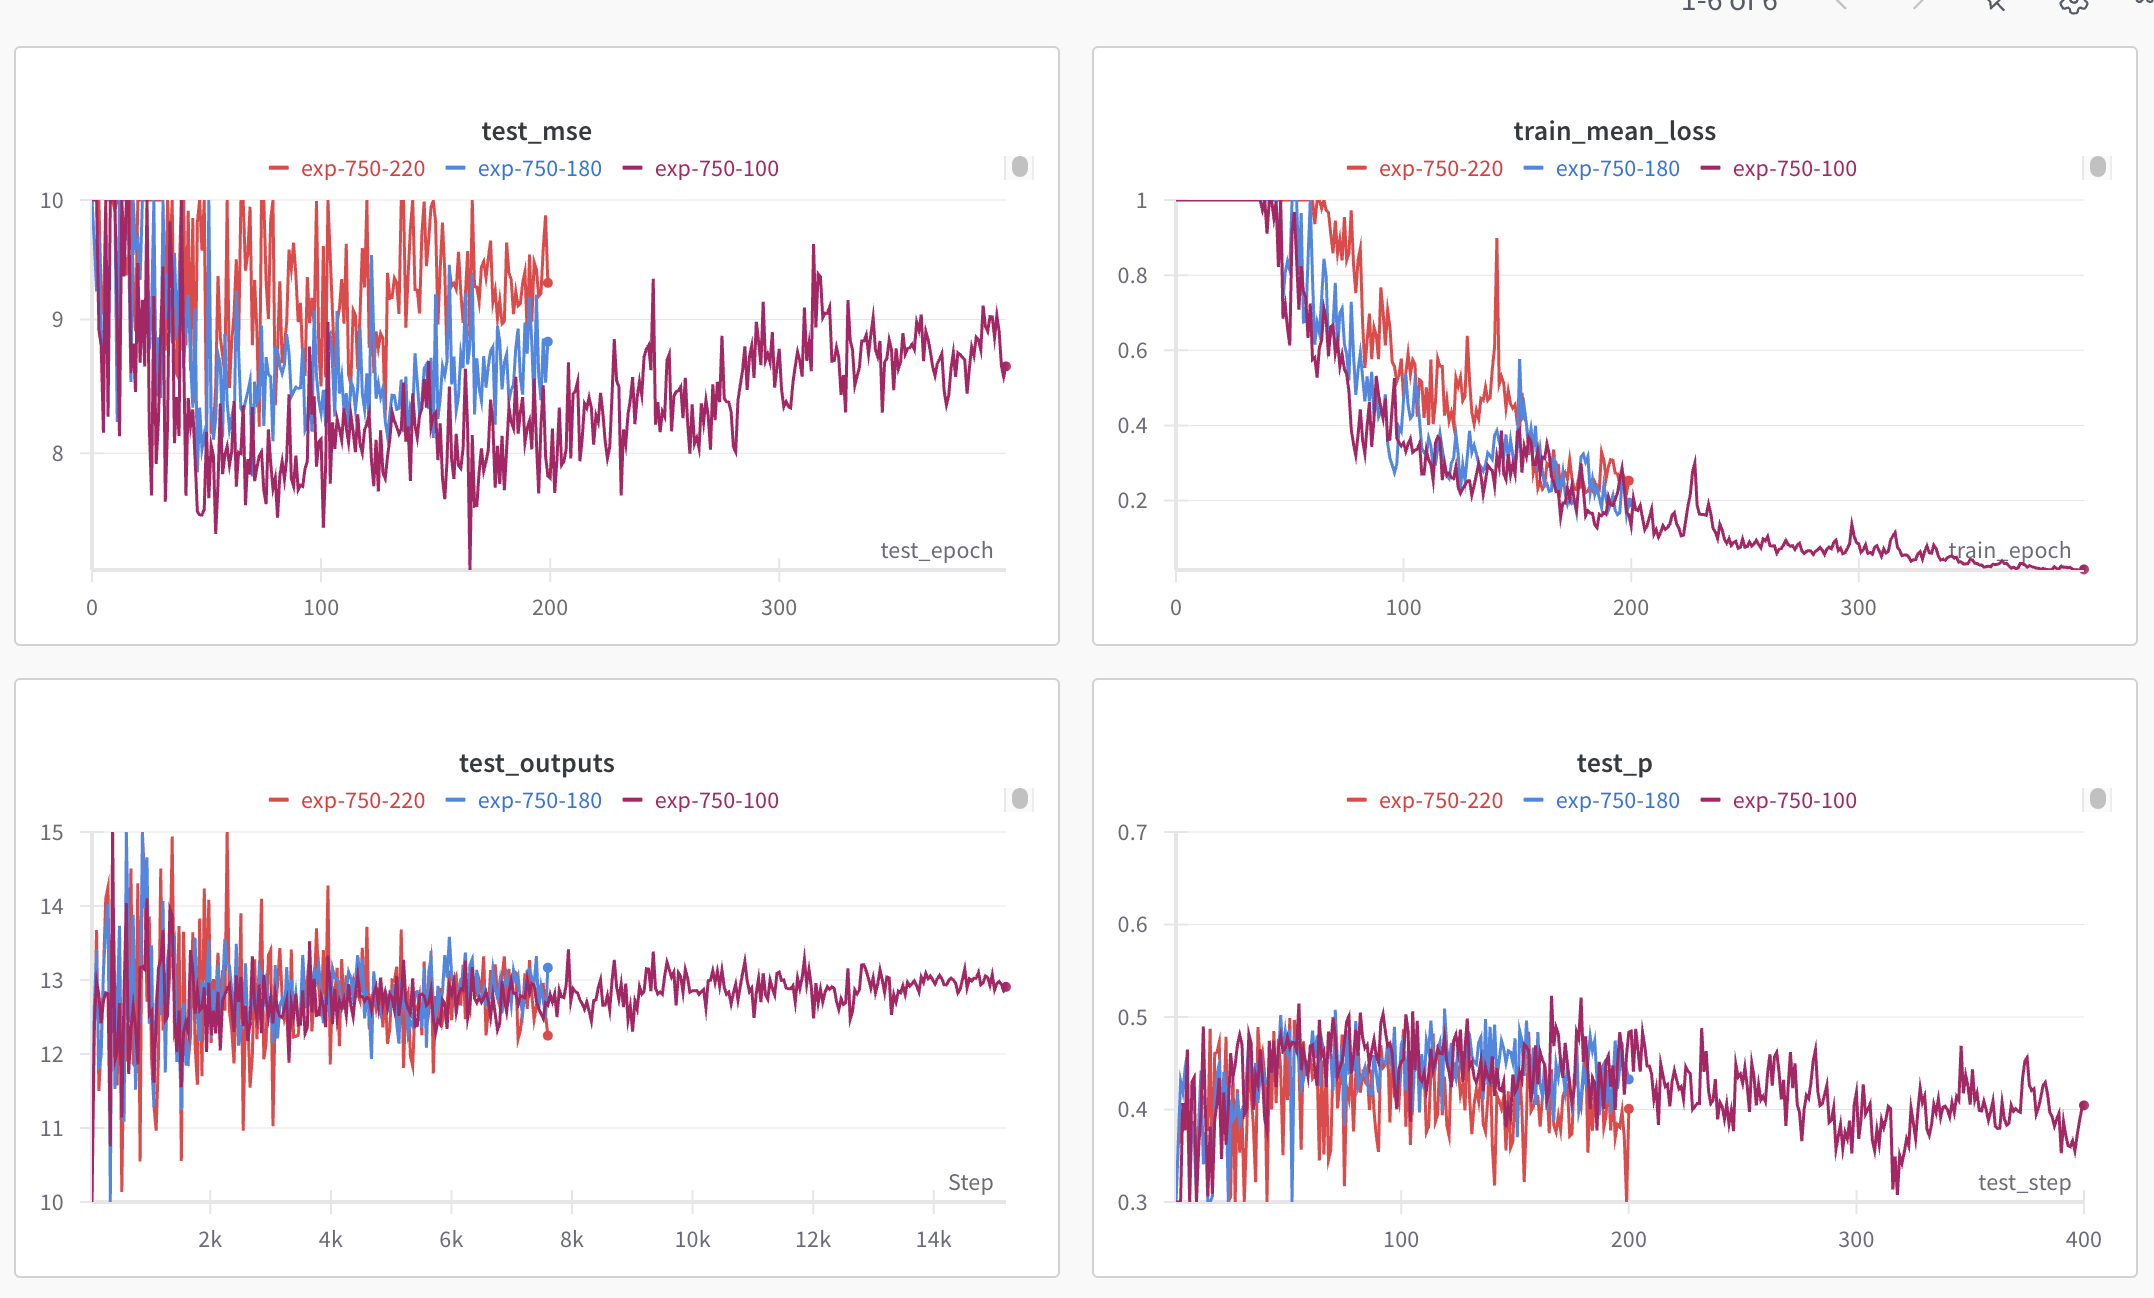 1-6 of 6
test_mse
exp-750-220 exp-750-180 exp-750-100
10
9
8
test_epoch
0 100 200 300
train_mean_loss
exp-750-220 exp-750-180 exp-750-100
1
0.8
0.6
0.4
0.2
train_epoch
0 100 200 300
test_outputs
exp-750-220 exp-750-180 exp-750-100
15
14
13
12
11
10
Step
2k 4k 6k 8k 10k 12k 14k
test_p
exp-750-220 exp-750-180 exp-750-100
0.7
0.6
0.5
0.4
0.3
test_step
100 200 300 400